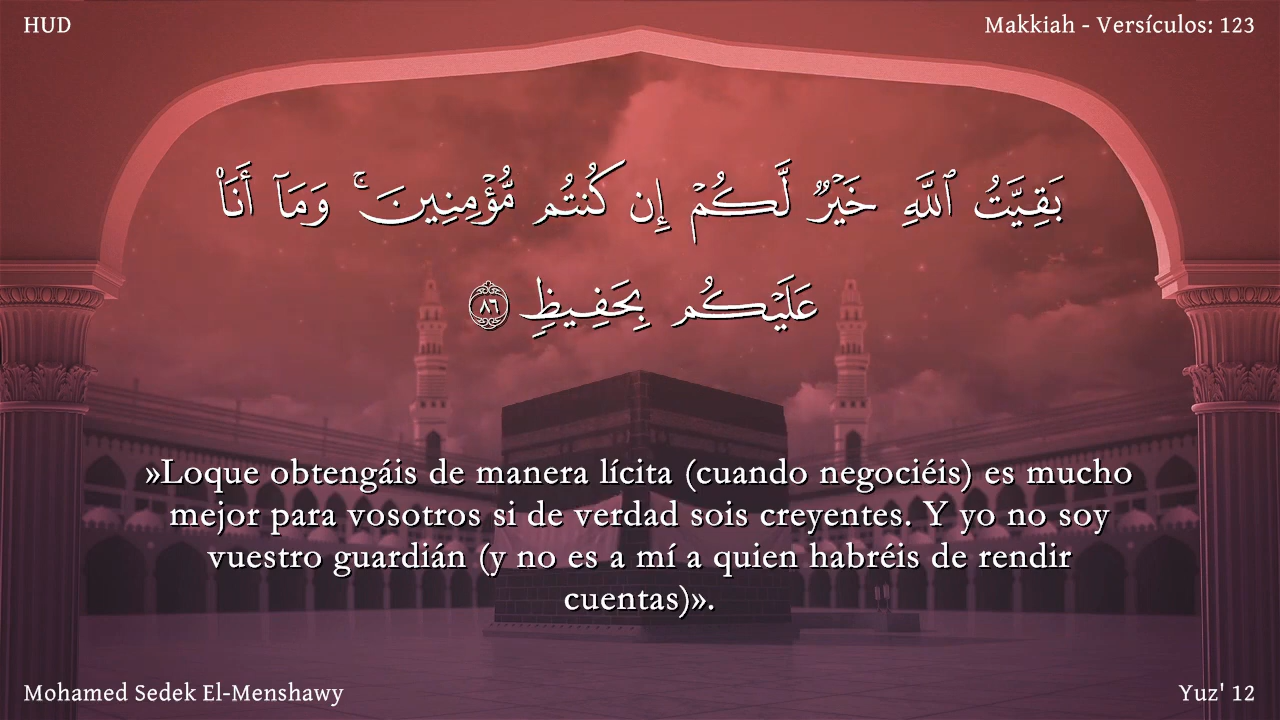 HUD
Makkiah - Versículos: 123
بَقِيَّتُ ٱللَّهِ خَيْرٌ لَّكُمْ إِن كُنتُم مُّؤْمِنِينَ ۚ وَمَآ أَنَا۠
عَلَيْكُم بِحَفِيظٍ ٨٦
»Loque obtengáis de manera lícita (cuando negociéis) es mucho
mejor para vosotros si de verdad sois creyentes. Y yo no soy
vuestro guardián (y no es a mí a quien habréis de rendir
cuentas)».
Mohamed Sedek El-Menshawy
Yuz' 12